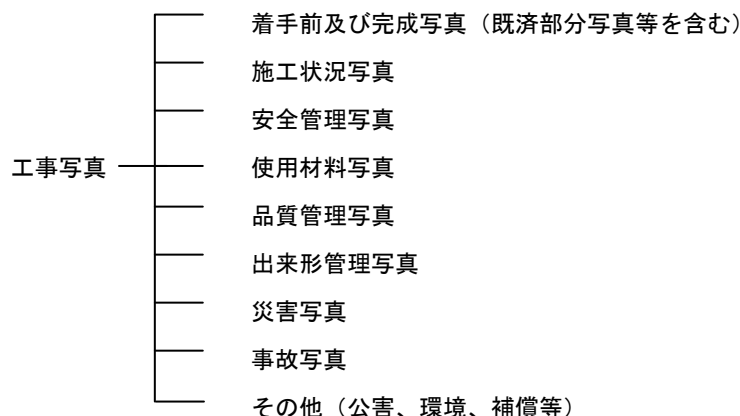 着手前及び完成写真（既済部分写真等を含む）
施工状況写真
安全管理写真
工事写真
使用材料写真
品質管理写真
出来形管理写真
災害写真
事故写真
その他（公害、環境、補償等）